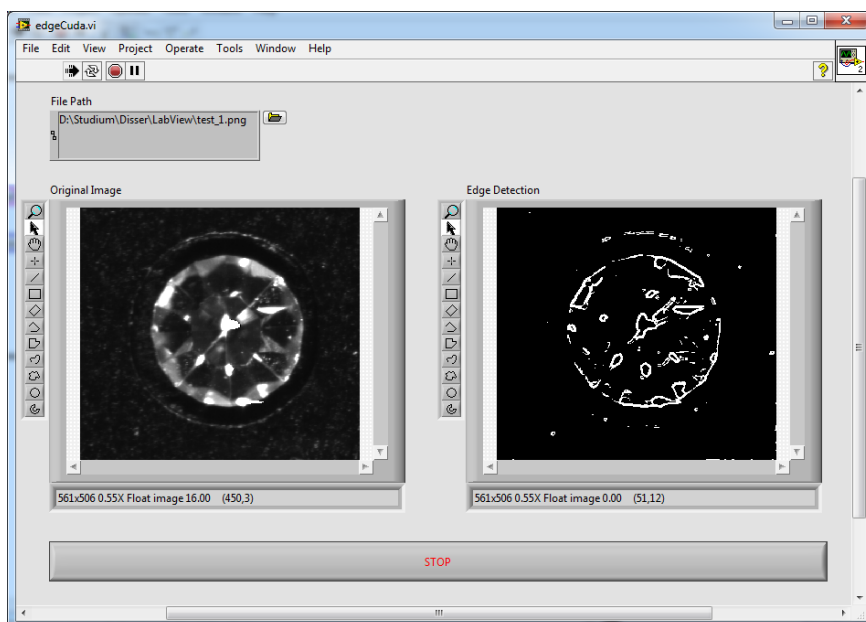 edgeCuda.vi
File Edit View Project Operate Tools Window Help
?
2
File Path
D:\Studium\Disser\LabView\test_1.png
Original Image
Edge Detection
561x506 0.55X Float image 16.00 (450,3)
561x506 0.55X Float image 0.00 (51,12)
STOP